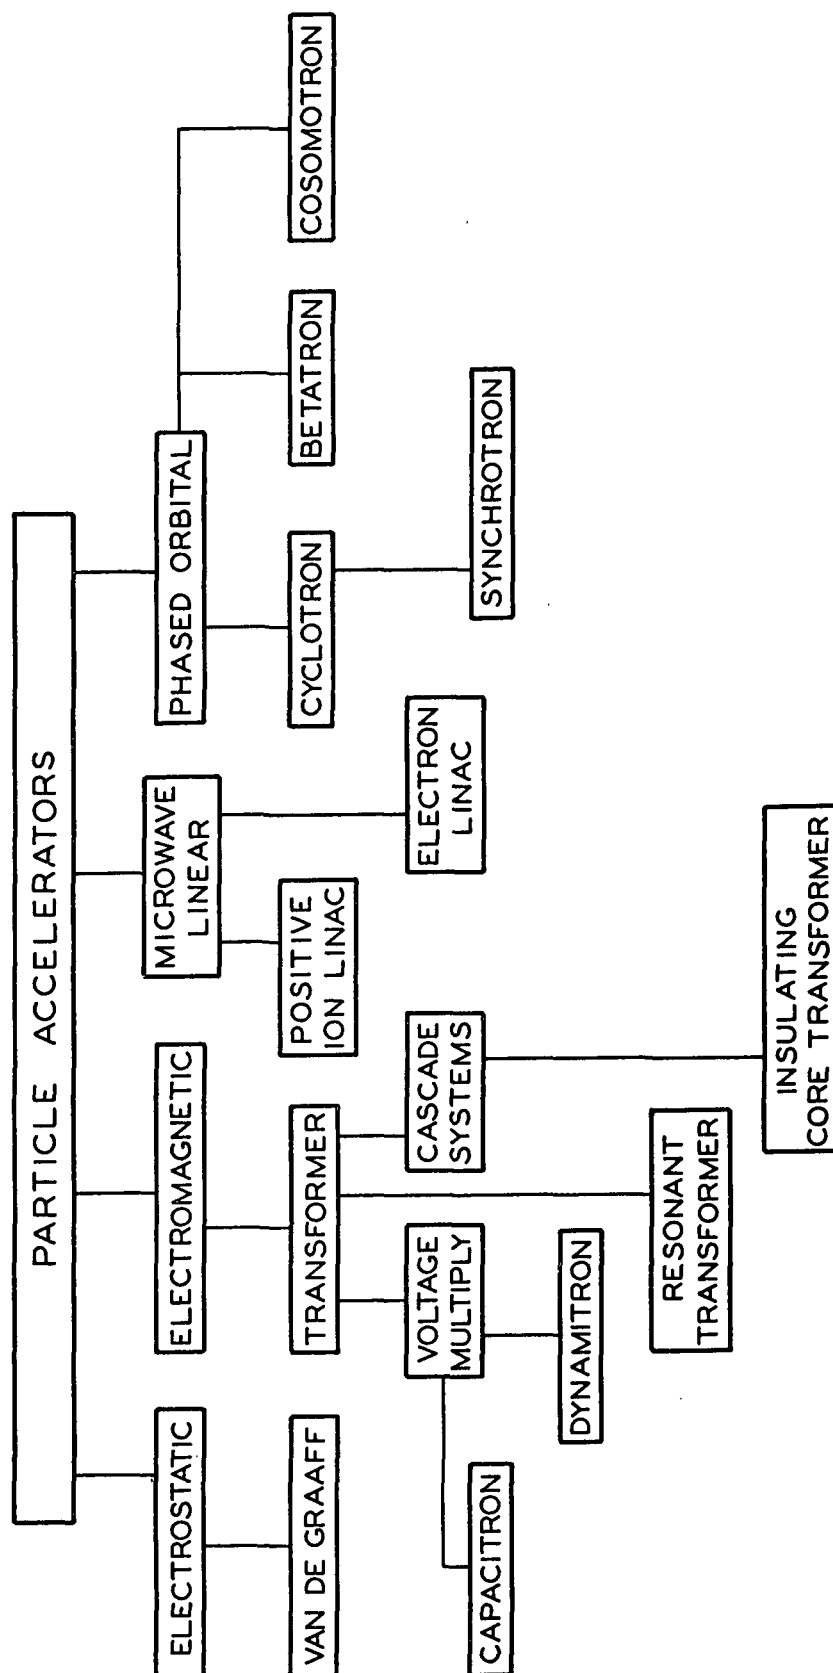 PARTICLE ACCELERATORS
ELECTROSTATIC
ELECTROMAGNETIC
MICROWAVE
LINEAR
PHASED ORBITAL
VAN DE GRAAFF
TRANSFORMER
POSITIVE
ION LINAC
CYCLOTRON
BETATRON
COSOMOTRON
VOLTAGE
MULTIPLY
CASCADE
SYSTEMS
ELECTRON
LINAC
CAPACITRON
SYNCHROTRON
DYNAMITRON
RESONANT
TRANSFORMER
INSULATING
CORE TRANSFORMER